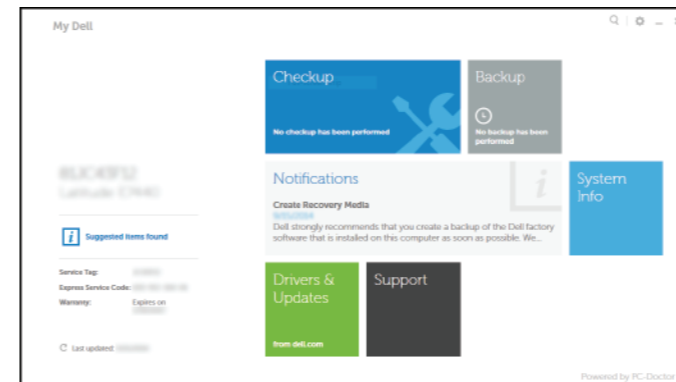 My Dell
Checkup
No checkup has been performed
Backup
No backup has been
performed
Notifications
Create Recovery Media
Dell strongly recommends that you create a backup of the Dell factory
software that is installed on this computer as soon as possible. We...
System
Info
Suggested items found
Service Tag:
Express Service Code:
Warranty: Expires on
Last updated:
Drivers &
Updates
from dell.com
Support
Powered by PC-Doctor